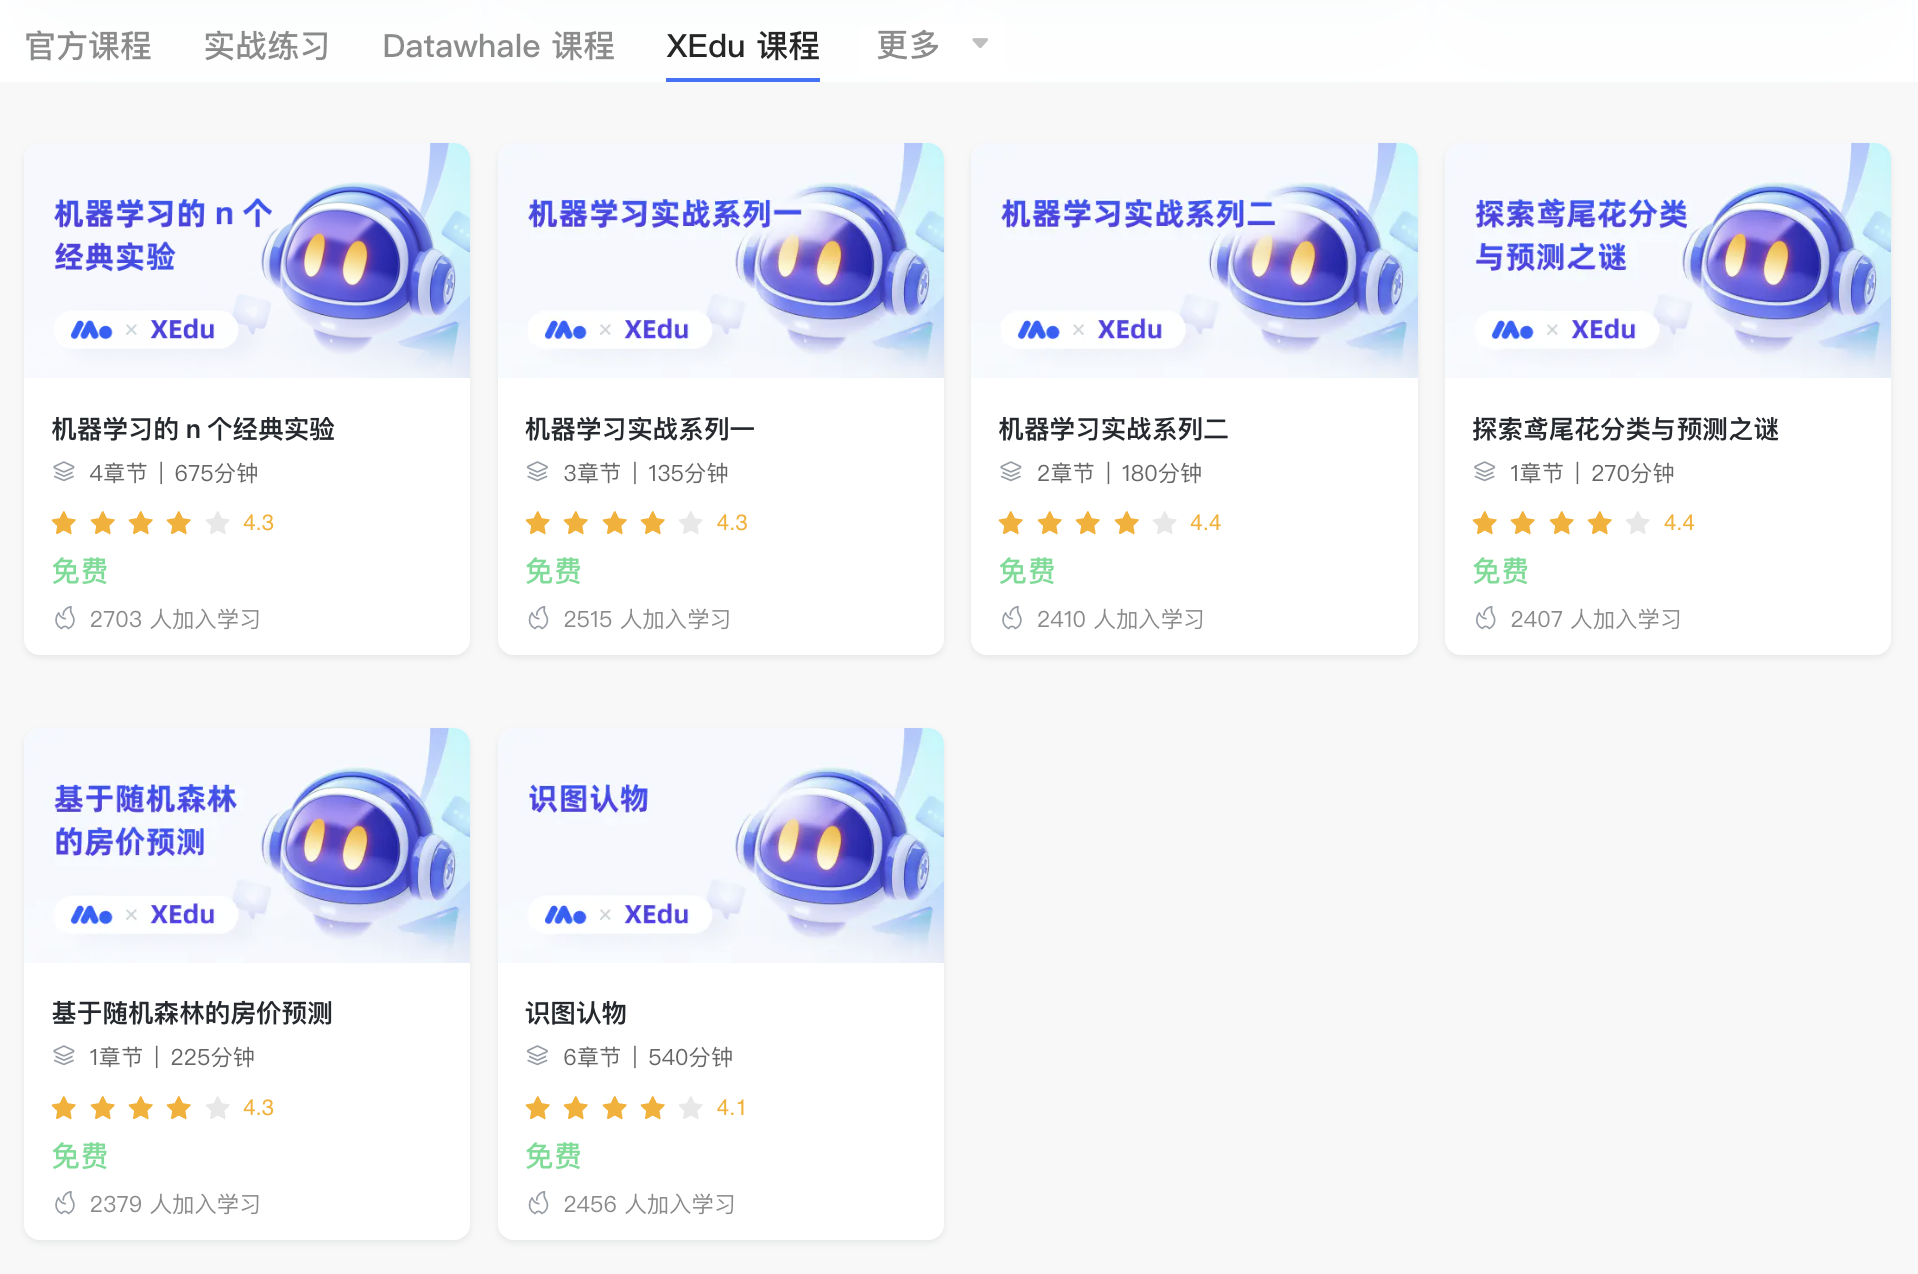 官方课程 实战练习 Datawhale 课程 XEdu 课程 更多
机器学习的 n 个
经典实验
Mo × XEdu
机器学习的 n 个经典实验
4章节 | 675分钟
4.3
免费
2703 人加入学习
机器学习实战系列一
Mo × XEdu
机器学习实战系列一
3章节 | 135分钟
4.3
免费
2515 人加入学习
机器学习实战系列二
Mo × XEdu
机器学习实战系列二
2章节 | 180分钟
4.4
免费
2410 人加入学习
探索鸢尾花分类
与预测之谜
Mo × XEdu
探索鸢尾花分类与预测之谜
1章节 | 270分钟
4.4
免费
2407 人加入学习
基于随机森林
的房价预测
Mo × XEdu
基于随机森林的房价预测
1章节 | 225分钟
4.3
免费
2379 人加入学习
识图认物
Mo × XEdu
识图认物
6章节 | 540分钟
4.1
免费
2456 人加入学习